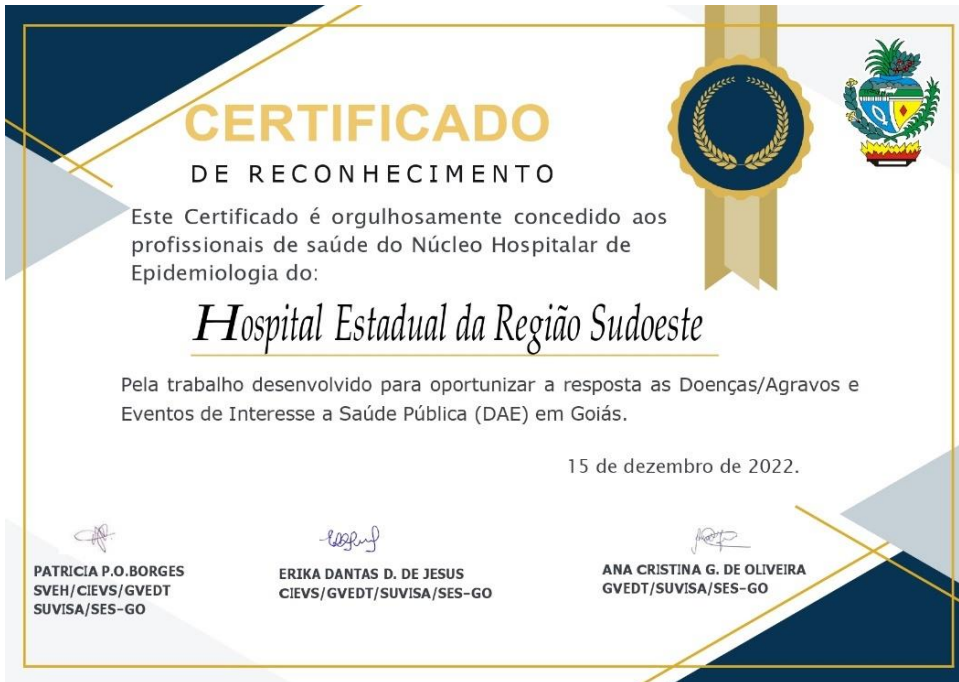 CERTIFICADO
DE RECONHECIMENTO
Este Certificado é orgulhosamente concedido aos
profissionais de saúde do Núcleo Hospitalar de
Epidemiologia do:
Hospital Estadual da Região Sudoeste
Pela trabalho desenvolvido para oportunizar a resposta as Doenças/Agravos e
Eventos de Interesse a Saúde Pública (DAE) em Goiás.
15 de dezembro de 2022.
PATRICIA P.O.BORGES
SVEH/CIEVS/GVEDT
SUVISA/SES-GO
ERIKA DANTAS D. DE JESUS
CIEVS/GVEDT/SUVISA/SES-GO
ANA CRISTINA G. DE OLIVEIRA
GVEDT/SUVISA/SES-GO